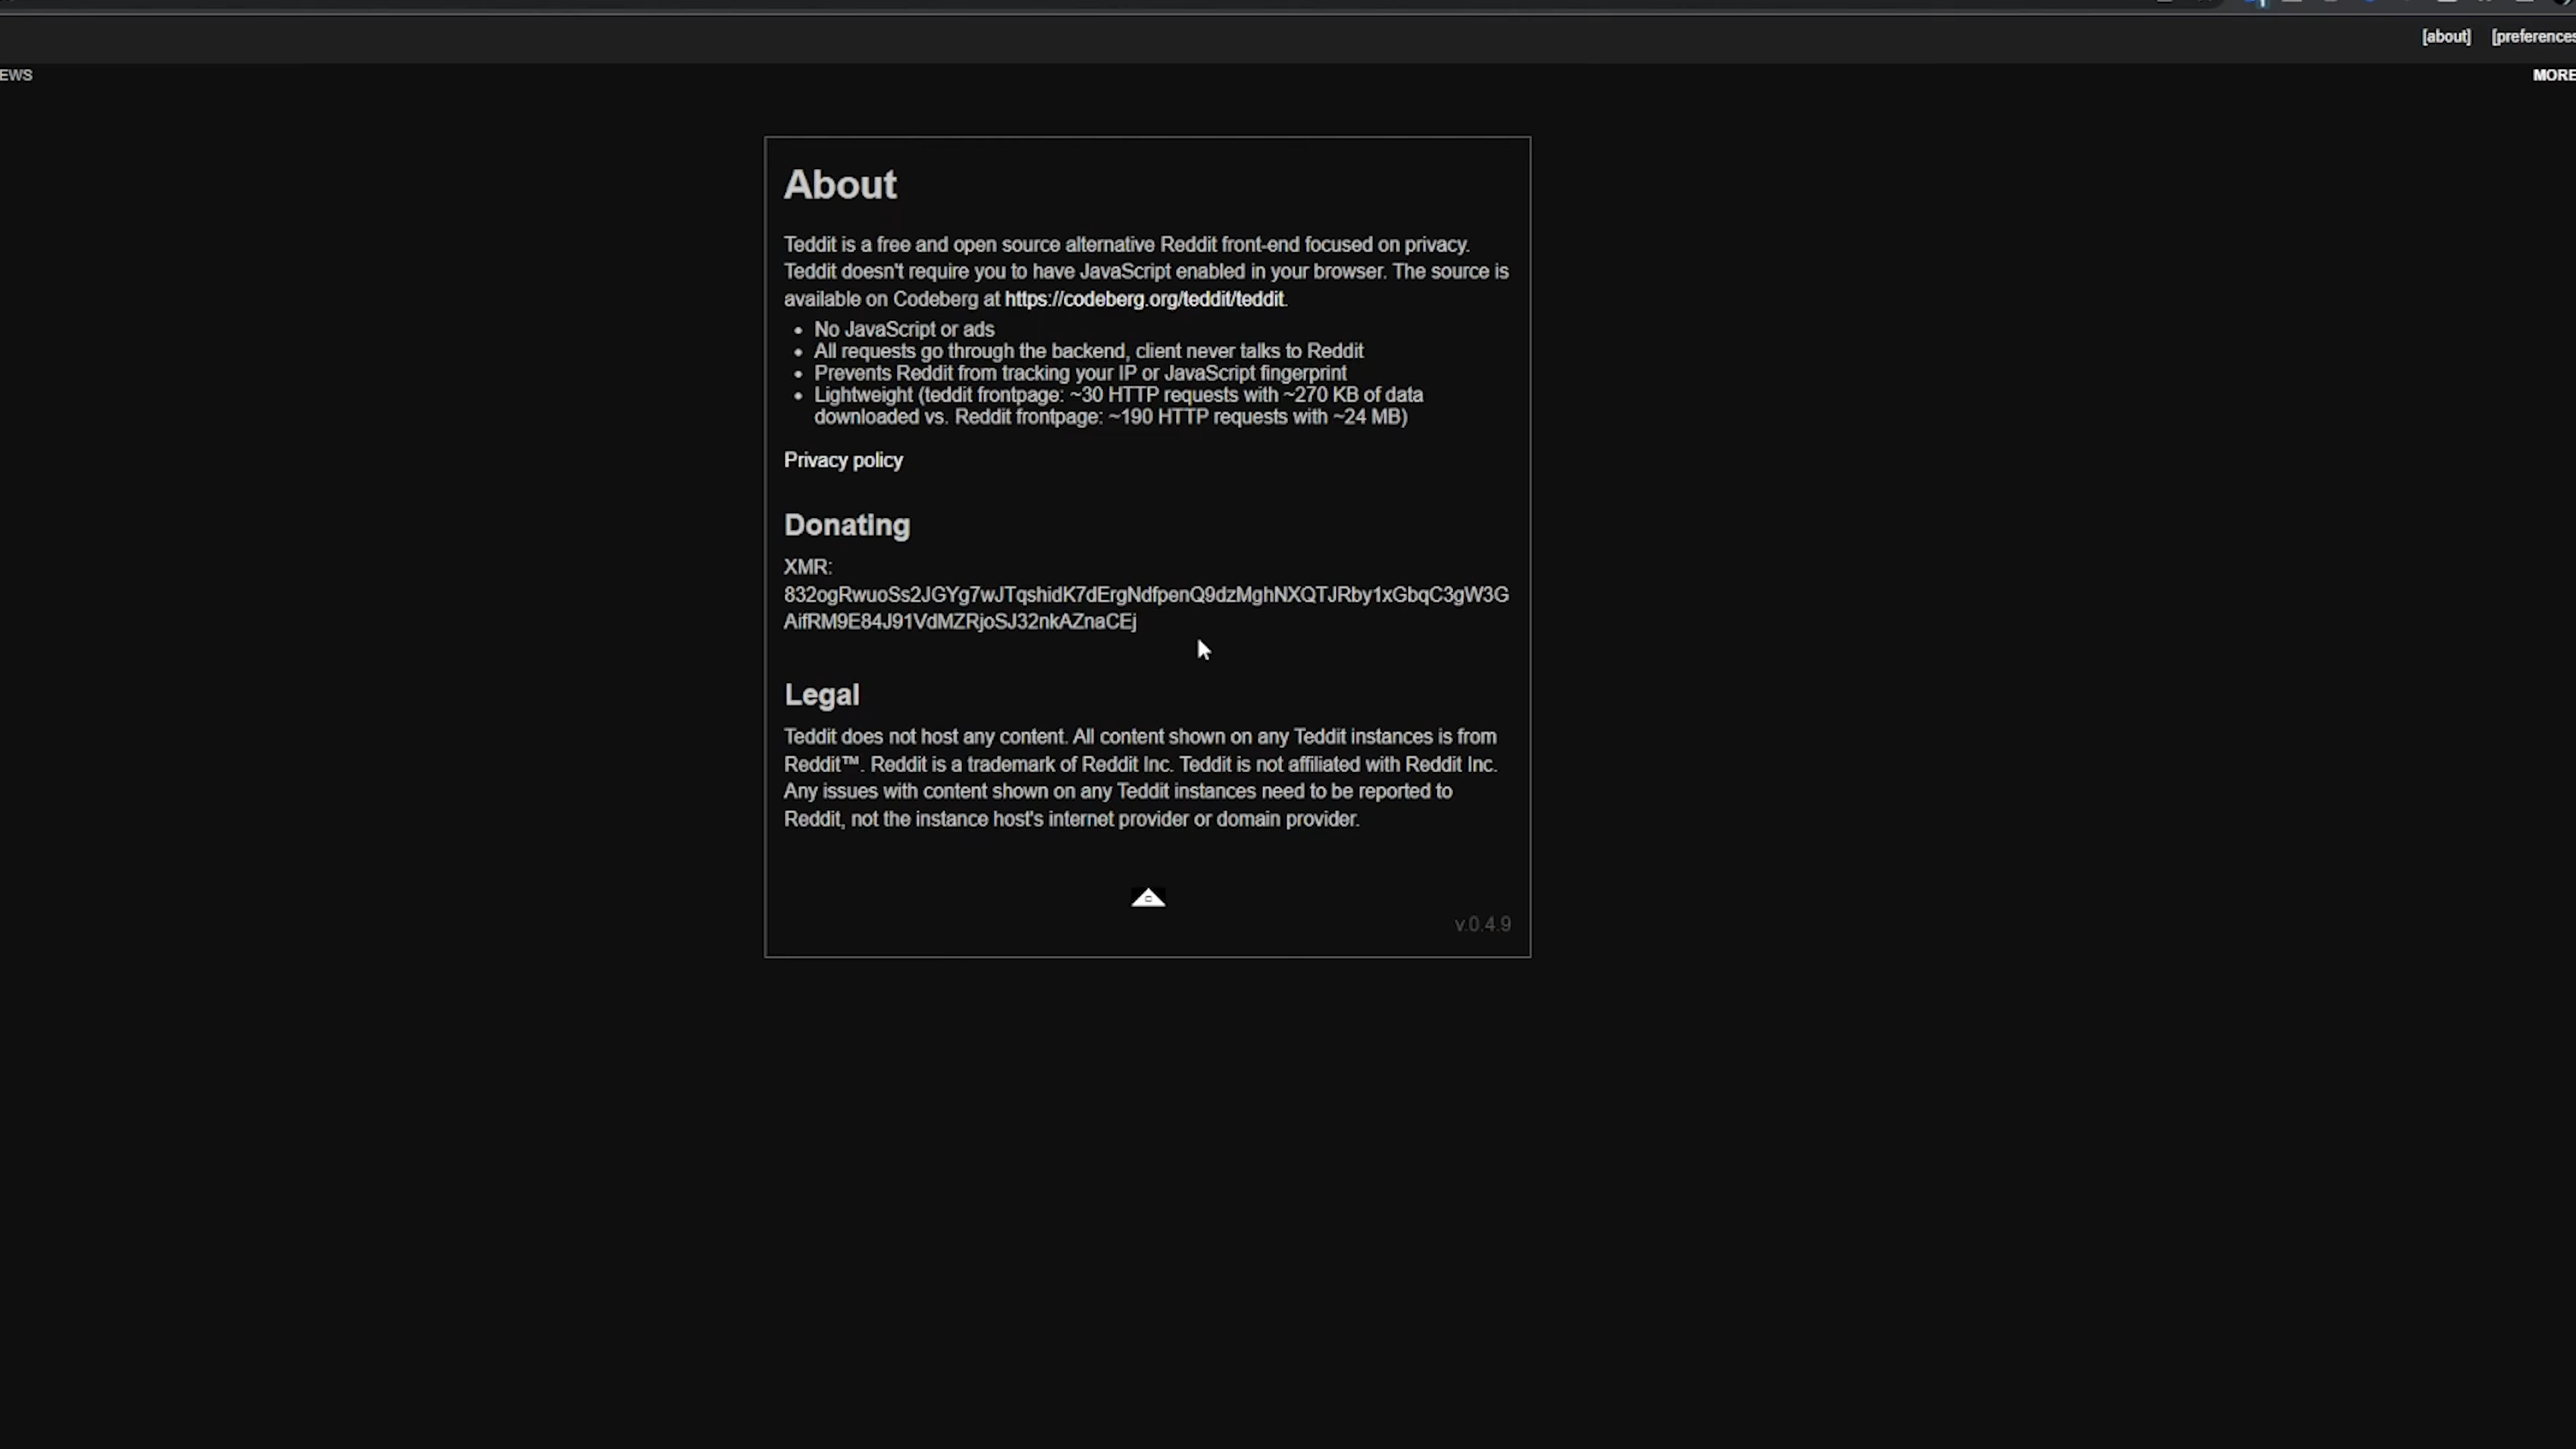 [about] [preferences
EWS
MORE
About
Teddit is a free and open source alternative Reddit front-end focused on privacy.
Teddit doesn't require you to have JavaScript enabled in your browser. The source is
available on Codeberg at https://codeberg.org/teddit/teddit.
• No JavaScript or ads
• All requests go through the backend, client never talks to Reddit
• Prevents Reddit from tracking your IP or JavaScript fingerprint
• Lightweight (teddit frontpage: ~30 HTTP requests with ~270 KB of data
downloaded vs. Reddit frontpage: ~190 HTTP requests with ~24 MB)
Privacy policy
Donating
XMR:
832ogRwuoSs2JGYg7wJTqshidK7dErgNdfpenQ9dzMghNXQTJRby1xGbqC3gW3G
AifRM9E84J91VdMZRjoSJ32nkAZnaCEj
Legal
Teddit does not host any content. All content shown on any Teddit instances is from
Reddit™. Reddit is a trademark of Reddit Inc. Teddit is not affiliated with Reddit Inc.
Any issues with content shown on any Teddit instances need to be reported to
Reddit, not the instance host's internet provider or domain provider.
v.0.4.9